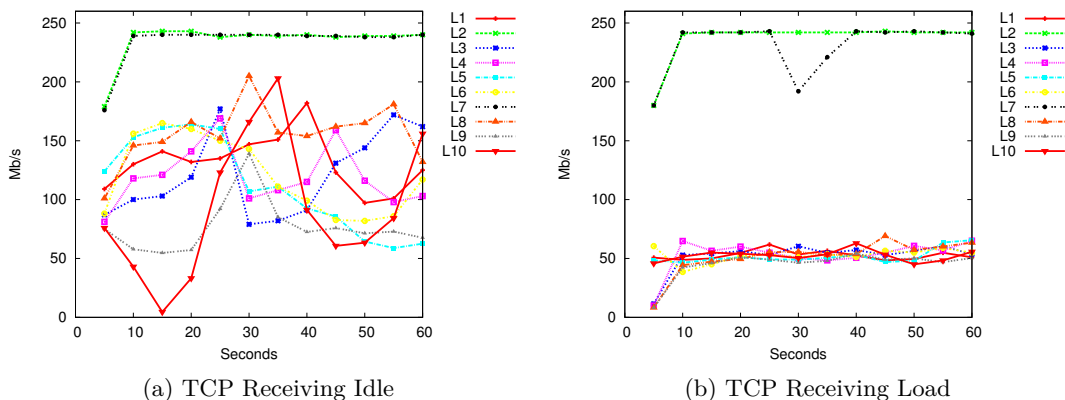 250
200
150
100
50
0
Mb/s
0 10 20 30 40 50 60
Seconds
L1
L2
L3
L4
L5
L6
L7
L8
L9
L10
(a) TCP Receiving Idle
250
200
150
100
50
0
Mb/s
0 10 20 30 40 50 60
Seconds
L1
L2
L3
L4
L5
L6
L7
L8
L9
L10
(b) TCP Receiving Load